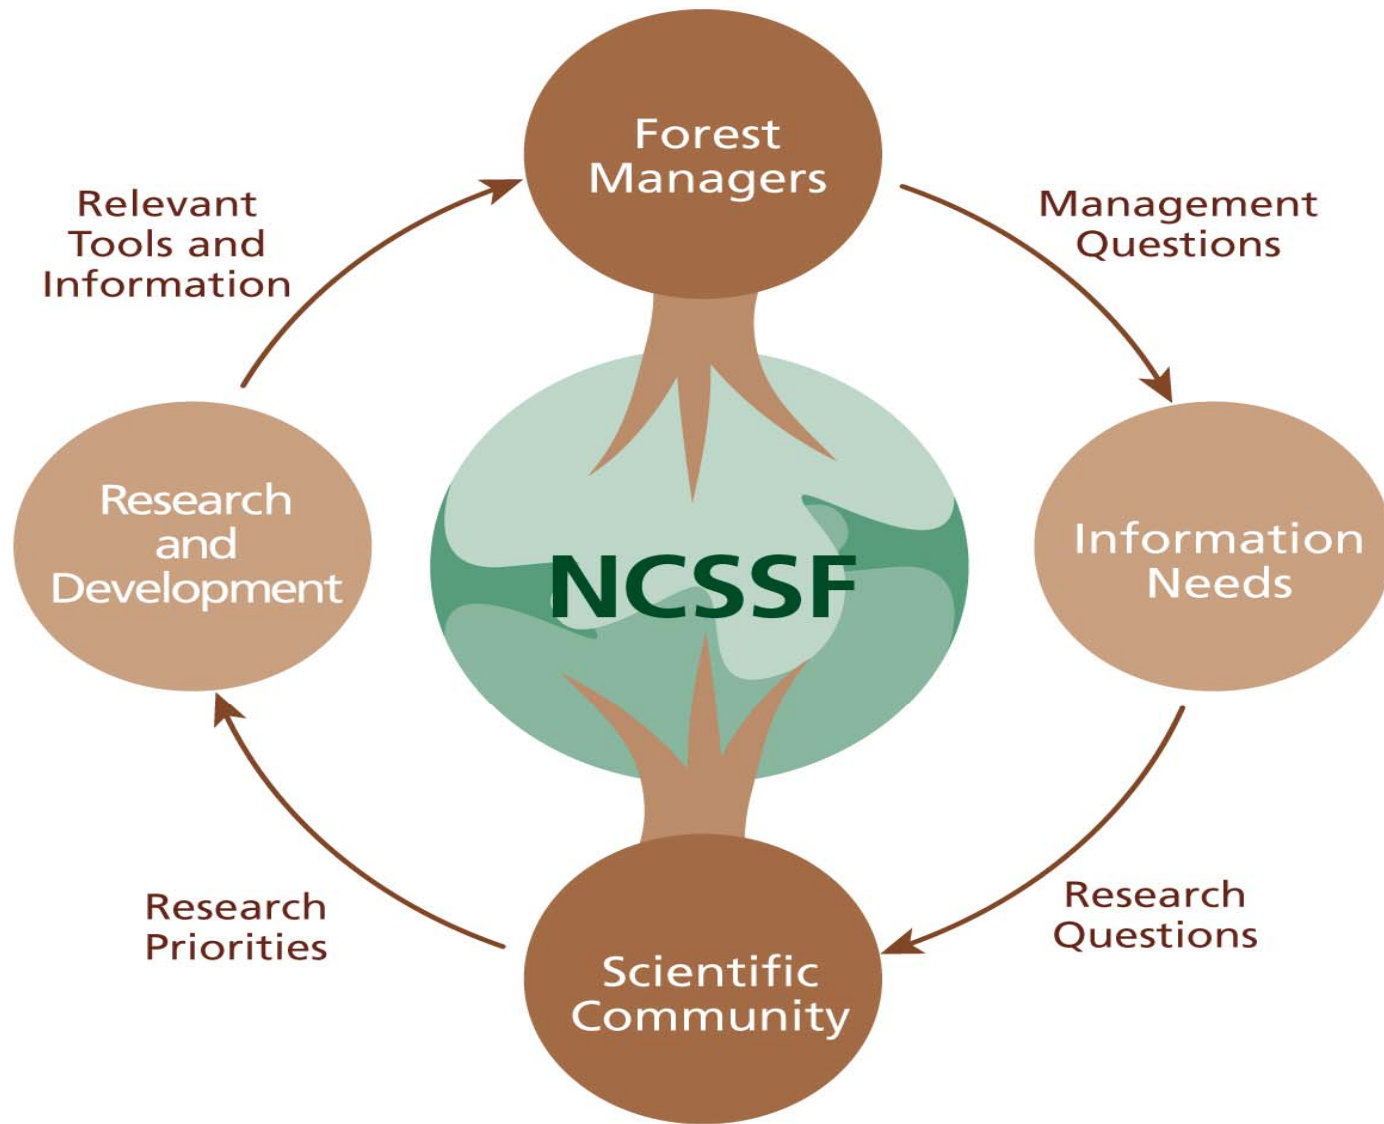 Forest
Managers
Relevant
Tools and
Information
Management
Questions
Research
and
Development
NCSSF
Information
Needs
Research
Priorities
Scientific
Community
Research
Questions